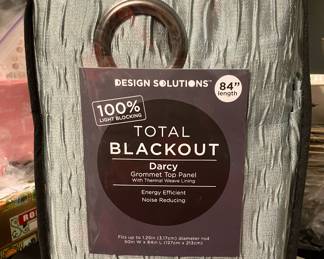 DESIGN SOLUTIONS™
84"
length
100%
LIGHT BLOCKING
TOTAL
BLACKOUT
Darcy
Grommet Top Panel
With Thermal Weave Lining
Energy Efficient
Noise Reducing
Fits up to 1.25in (3.17cm) diameter rod
50in W x 84in L (127cm x 213cm)